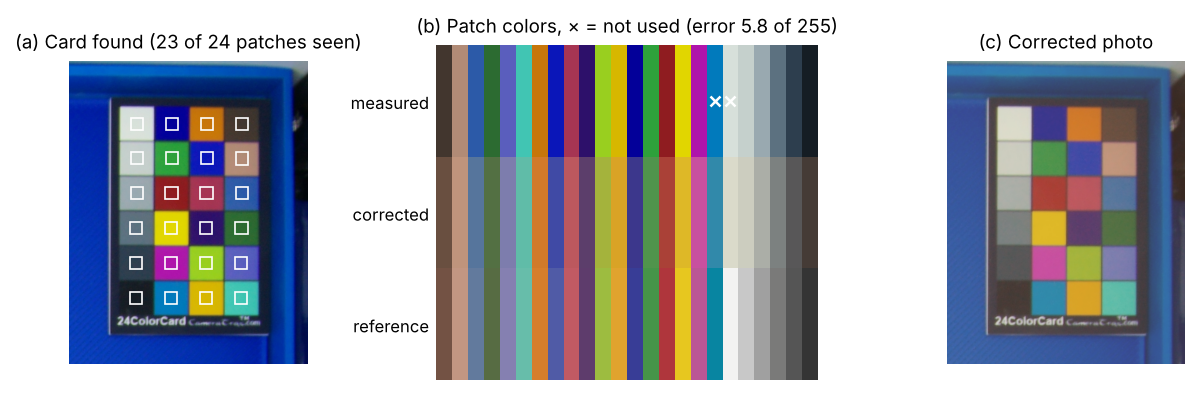 (a) Card found (23 of 24 patches seen)
(b) Patch colors, × = not used (error 5.8 of 255)
(c) Corrected photo
measured
corrected
reference
24ColorCard
24ColorCard